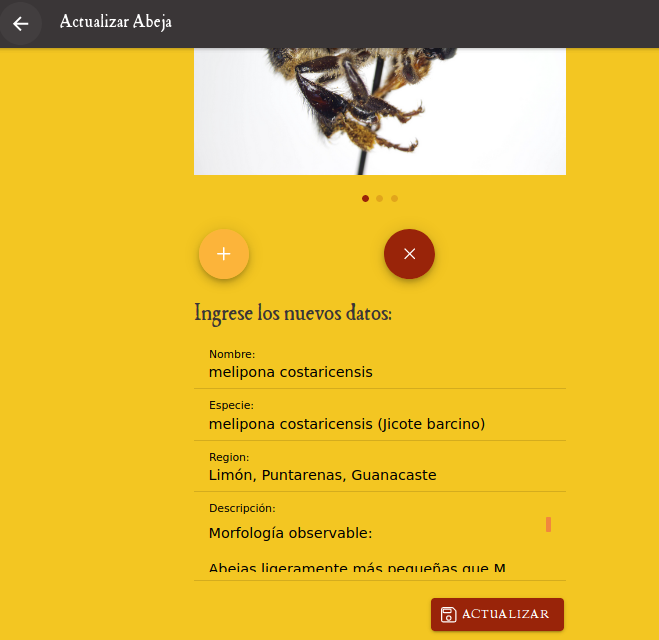 Actualizar Abeja
Ingrese los nuevos datos:
Nombre:
melipona costaricensis
Especie:
melipona costaricensis (Jicote barcino)
Region:
Limón, Puntarenas, Guanacaste
Descripción:
Morfología observable:
Abejas ligeramente más pequeñas que M
ACTUALIZAR